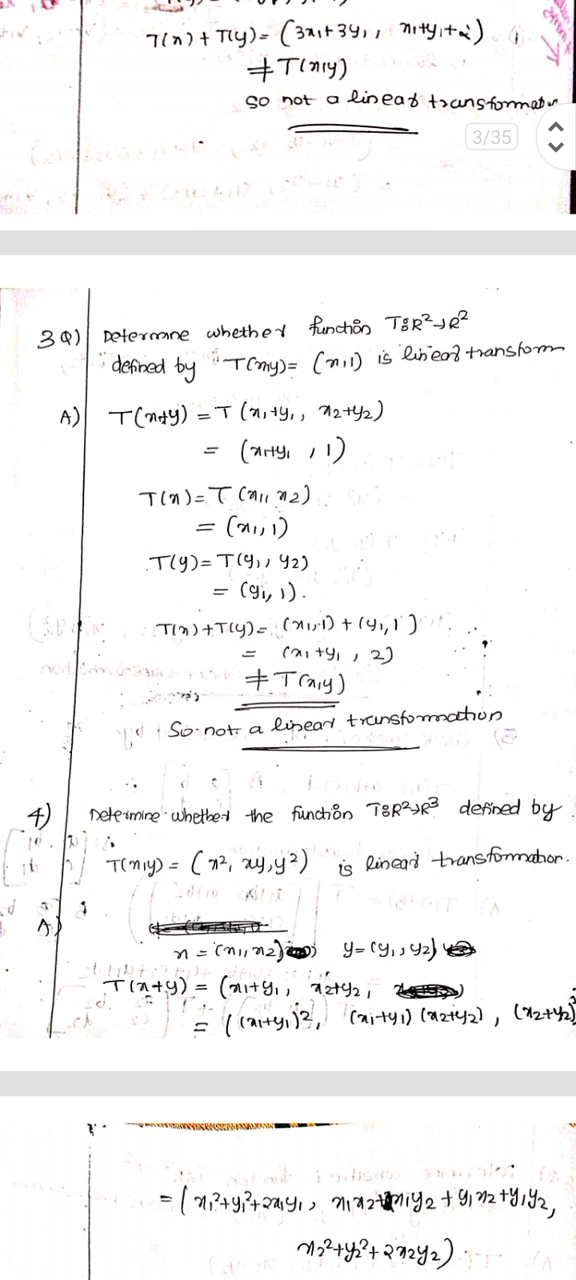 T(x) + T(y) = (3x1+3y1, x1+y1+2)
≠ T(x,y)
So not a linear transformation
3/35
3Q) Determine whether function T:R²→R²
defined by T(x,y) = (x,1) is linear transform
A) T(x+y) = T (x1+y1, x2+y2)
= (x1+y1, 1)
T(x) = T (x1, x2)
= (x1, 1)
T(y) = T(y1, y2)
= (y1, 1).
T(x)+T(y) = (x1,1) + (y1,1)
= (x1+y1, 2)
≠ T(x,y)
So not a linear transformation
4) Determine whether the function T:R²→R³ defined by
T(x,y) = (x², xy, y²) is linear transformation.
A)
x = (x1, x2) y = (y1, y2)
T(x+y) = (x1+y1, x2+y2,
= ((x1+y1)², (x1+y1) (x2+y2), (x2+y2)²
= (x1²+y1²+2x1y1, x1x2+x1y2+y1x2+y1y2,
x2²+y2²+2x2y2).